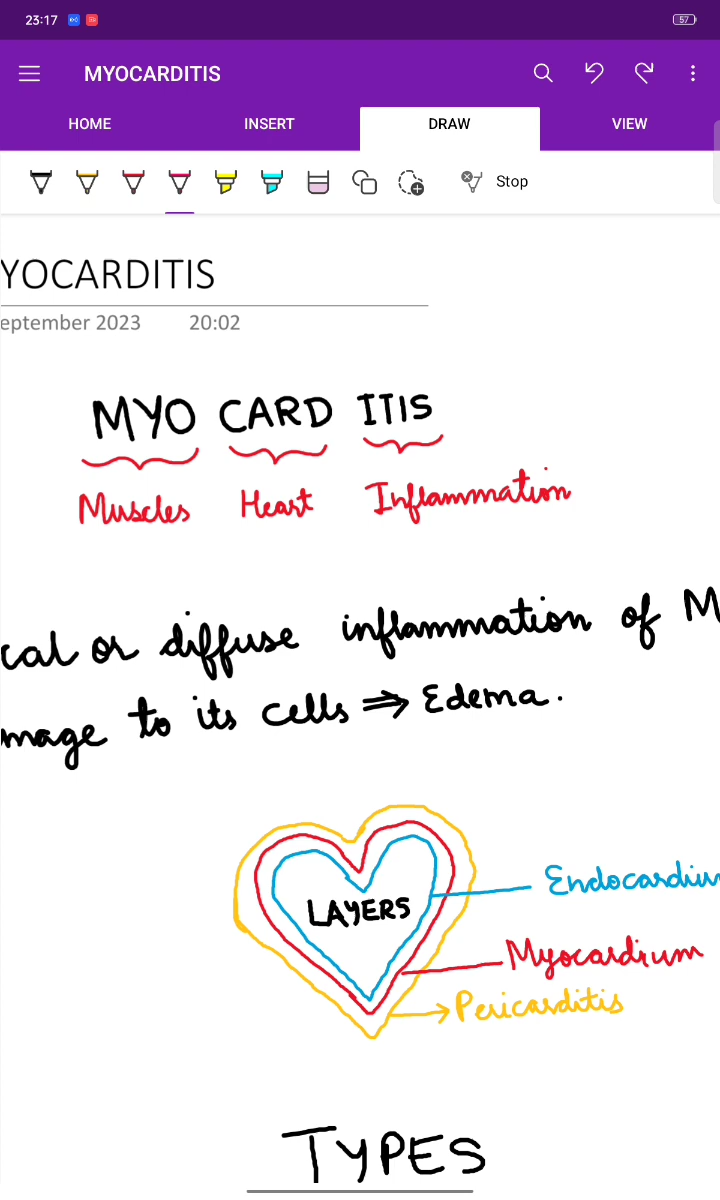 23:17 57
MYOCARDITIS
HOME INSERT DRAW VIEW
Stop
YOCARDITIS
eptember 2023 20:02
MYO CARD ITIS
Muscles Heart Inflammation
cal or diffuse inflammation of M
mage to its cells ⇒ Edema.
Endocardium
LAYERS
Myocardium
Pericarditis
TYPES